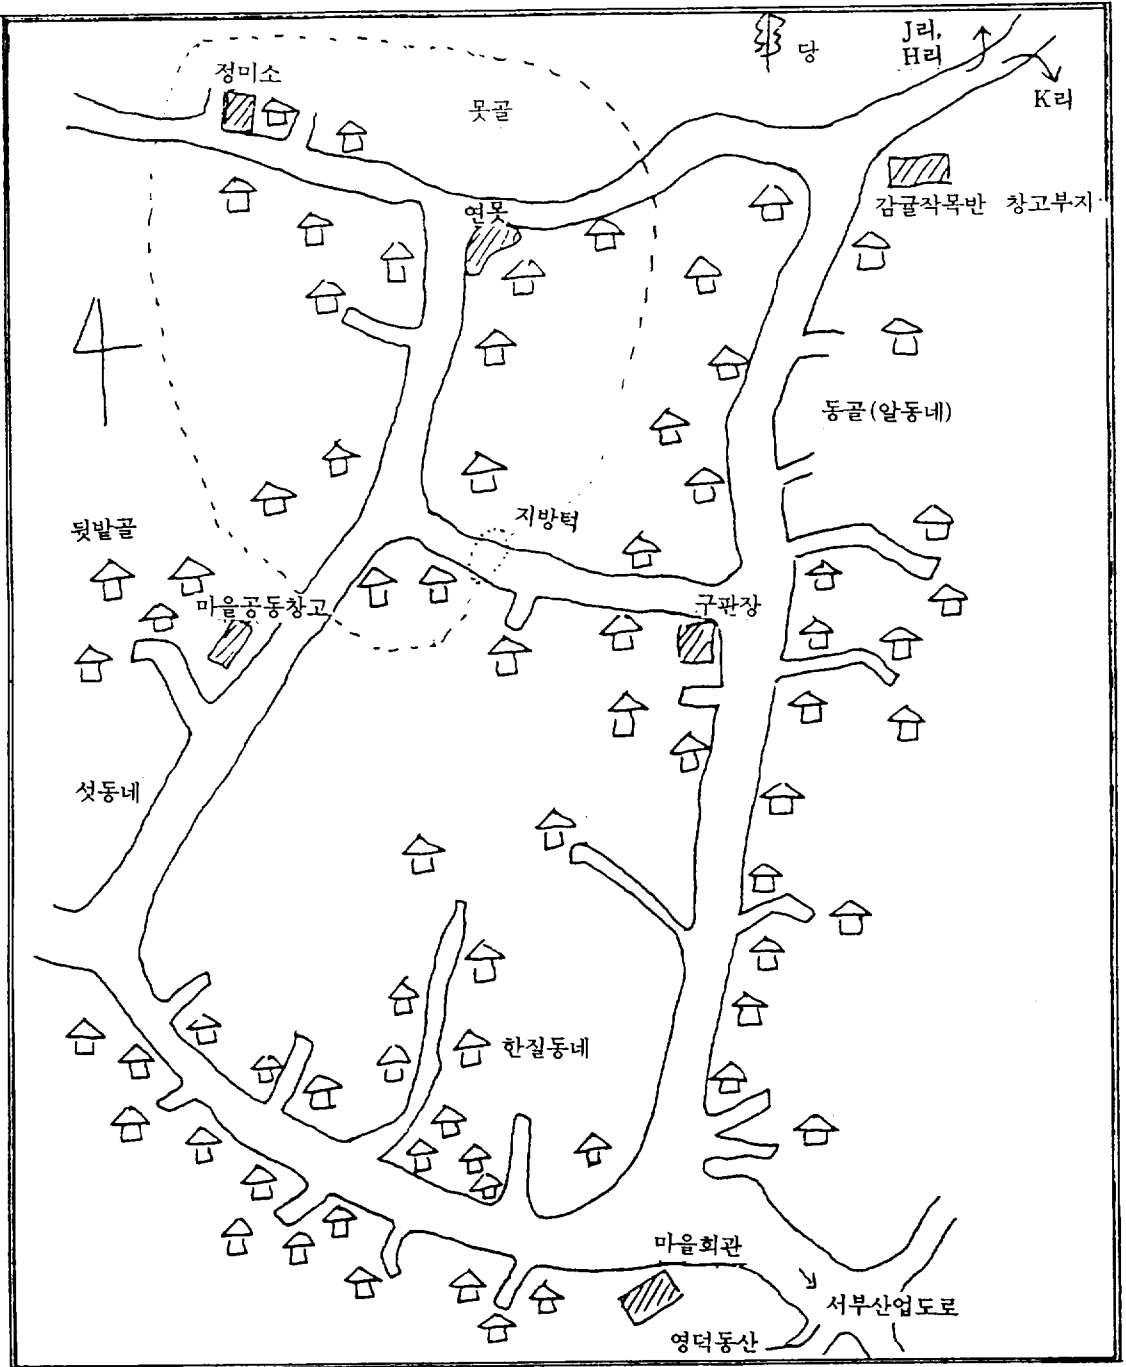 J리,
H리
당
K리
정미소
못골
감귤작목반 창고부지
연못
동골(알동네)
지방턱
뒷밭골
마을공동창고
구판장
섯동네
한질동네
마을회관
서부산업도로
영덕동산